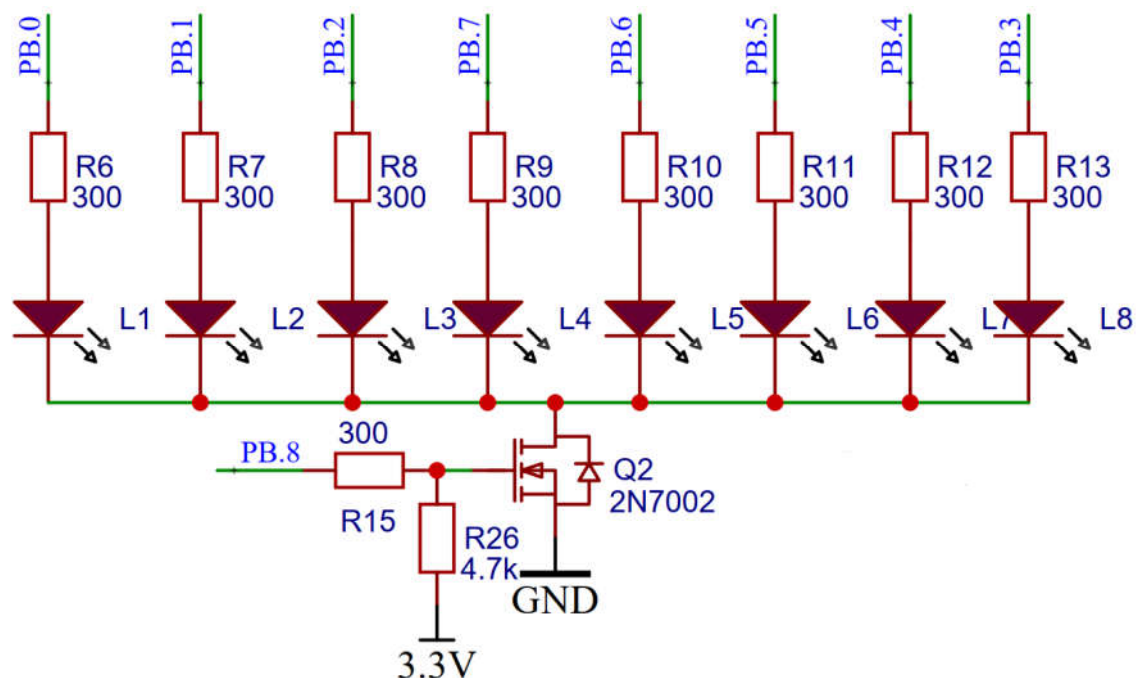 PB.0
PB.1
PB.2
PB.7
PB.6
PB.5
PB.4
PB.3
R6
300
R7
300
R8
300
R9
300
R10
300
R11
300
R12
300
R13
300
L1
L2
L3
L4
L5
L6
L7
L8
PB.8
300
R15
R26
4.7k
Q2
2N7002
GND
3.3V